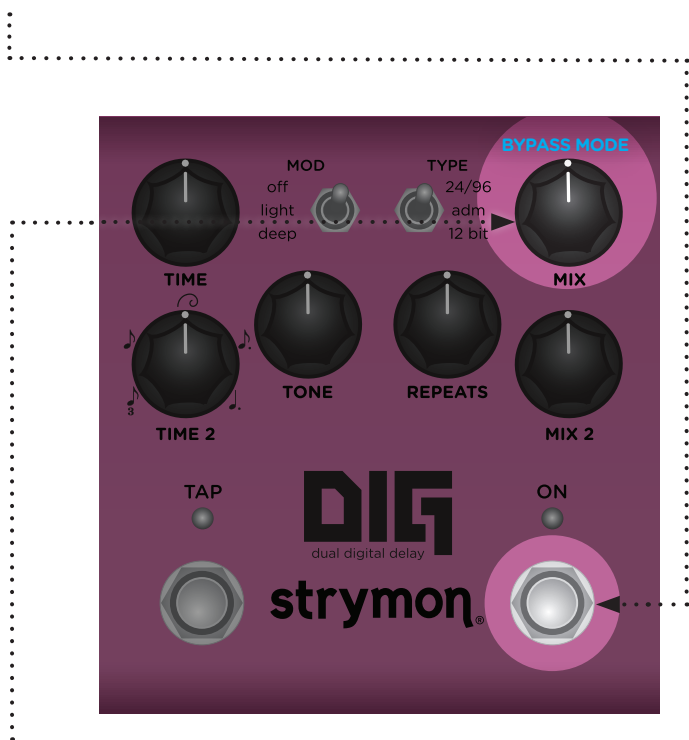 BYPASS MODE
MOD
TYPE
off
24/96
light
adm
deep
12 bit
TIME
MIX
TONE
REPEATS
3
TIME 2
MIX 2
TAP
ON
DIG
dual digital delay
strymon®